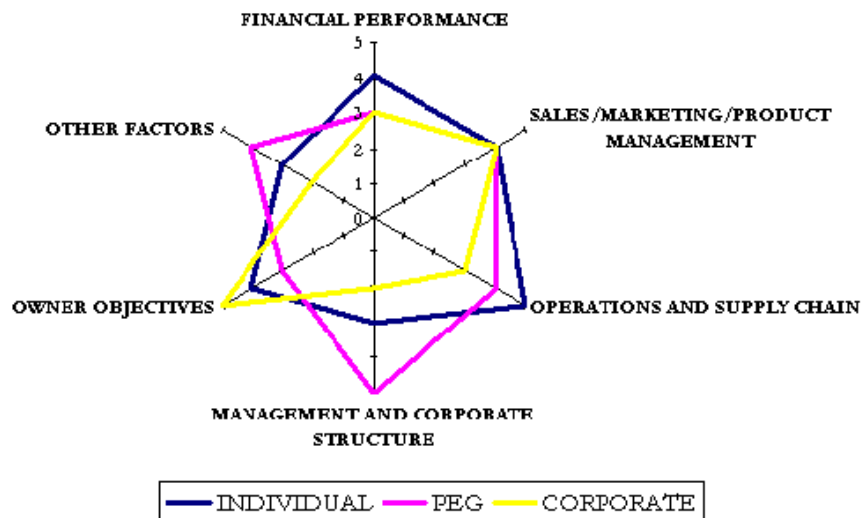 FINANCIAL PERFORMANCE
5
4
3
2
1
0
OTHER FACTORS
SALES/MARKETING/PRODUCT
MANAGEMENT
OWNER OBJECTIVES
OPERATIONS AND SUPPLY CHAIN
MANAGEMENT AND CORPORATE
STRUCTURE
INDIVIDUAL PEG CORPORATE